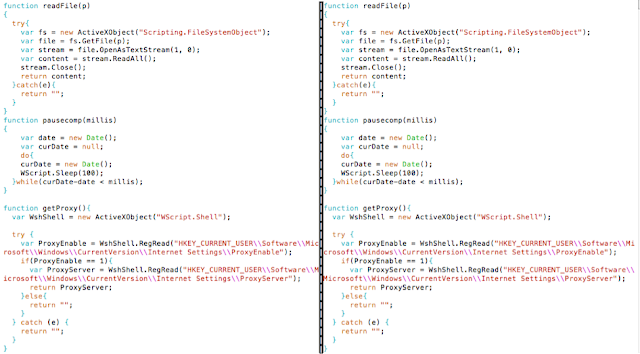 function readFile(p)
{
  try{
    var fs = new ActiveXObject("Scripting.FileSystemObject");
    var file = fs.GetFile(p);
    var stream = file.OpenAsTextStream(1, 0);
    var content = stream.ReadAll();
    stream.Close();
    return content;
  }catch(e){
    return "";
  }
}
function pausecomp(millis)
{
    var date = new Date();
    var curDate = null;
    do{
    curDate = new Date();
    WScript.Sleep(100);
  }while(curDate-date < millis);
}

function getProxy(){
  var WshShell = new ActiveXObject("WScript.Shell");

  try {
    var ProxyEnable = WshShell.RegRead("HKEY_CURRENT_USER\\Software\\Mic
rosoft\\Windows\\CurrentVersion\\Internet Settings\\ProxyEnable");
    if(ProxyEnable == 1){
      var ProxyServer = WshShell.RegRead("HKEY_CURRENT_USER\\Software\\M
icrosoft\\Windows\\CurrentVersion\\Internet Settings\\ProxyServer");
      return ProxyServer;
    }else{
      return "";
    }
  } catch (e) {
    return "";
  }
}
function readFile(p)
{
  try{
    var fs = new ActiveXObject("Scripting.FileSystemObject");
    var file = fs.GetFile(p);
    var stream = file.OpenAsTextStream(1, 0);
    var content = stream.ReadAll();
    stream.Close();
    return content;
  }catch(e){
    return "";
  }
}
function pausecomp(millis)
{
    var date = new Date();
    var curDate = null;
    do{
    curDate = new Date();
    WScript.Sleep(100);
  }while(curDate-date < millis);
}

function getProxy(){
  var WshShell = new ActiveXObject("WScript.Shell");

  try {
    var ProxyEnable = WshShell.RegRead("HKEY_CURRENT_USER\\Software\\Mi
crosoft\\Windows\\CurrentVersion\\Internet Settings\\ProxyEnable");
    if(ProxyEnable == 1){
      var ProxyServer = WshShell.RegRead("HKEY_CURRENT_USER\\Software\\
Microsoft\\Windows\\CurrentVersion\\Internet Settings\\ProxyServer");
      return ProxyServer;
    }else{
      return "";
    }
  } catch (e) {
    return "";
  }
}